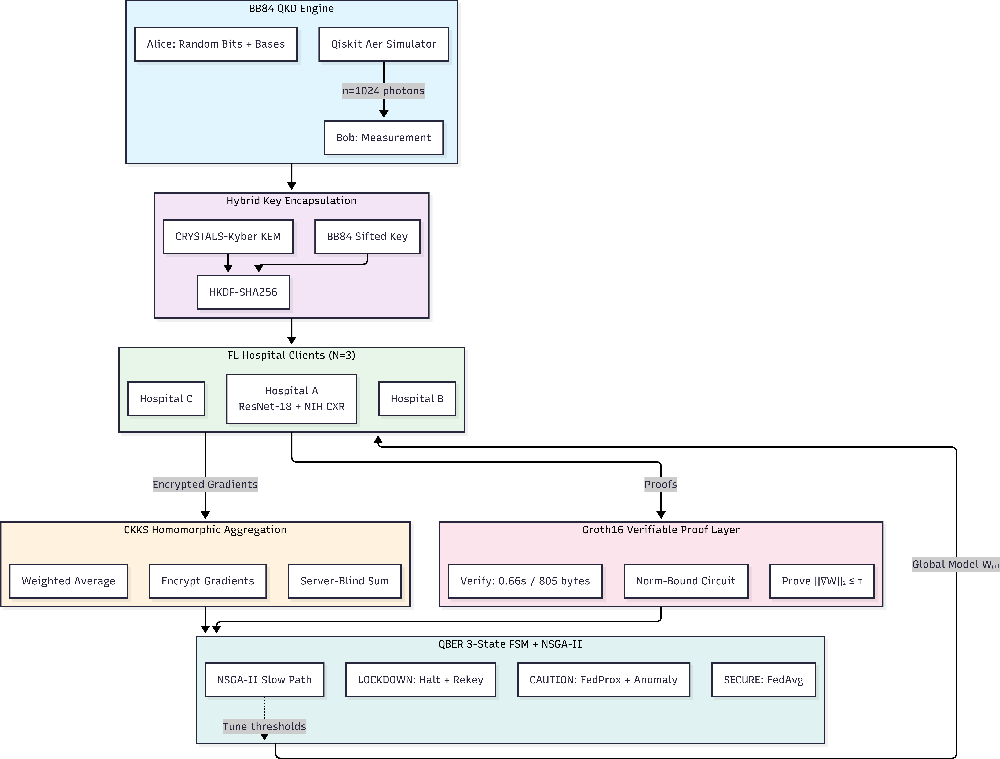 BB84 QKD Engine
Alice: Random Bits + Bases
Qiskit Aer Simulator
n=1024 photons
Bob: Measurement
Hybrid Key Encapsulation
CRYSTALS-Kyber KEM
BB84 Sifted Key
HKDF-SHA256
FL Hospital Clients (N=3)
Hospital C
Hospital A
ResNet-18 + NIH CXR
Hospital B
Encrypted Gradients
Proofs
CKKS Homomorphic Aggregation
Weighted Average
Encrypt Gradients
Server-Blind Sum
Groth16 Verifiable Proof Layer
Verify: 0.66s / 805 bytes
Norm-Bound Circuit
Prove ||∇W||₂ ≤ τ
Global Model Wₜ₊₁
QBER 3-State FSM + NSGA-II
NSGA-II Slow Path
LOCKDOWN: Halt + Rekey
CAUTION: FedProx + Anomaly
SECURE: FedAvg
Tune thresholds